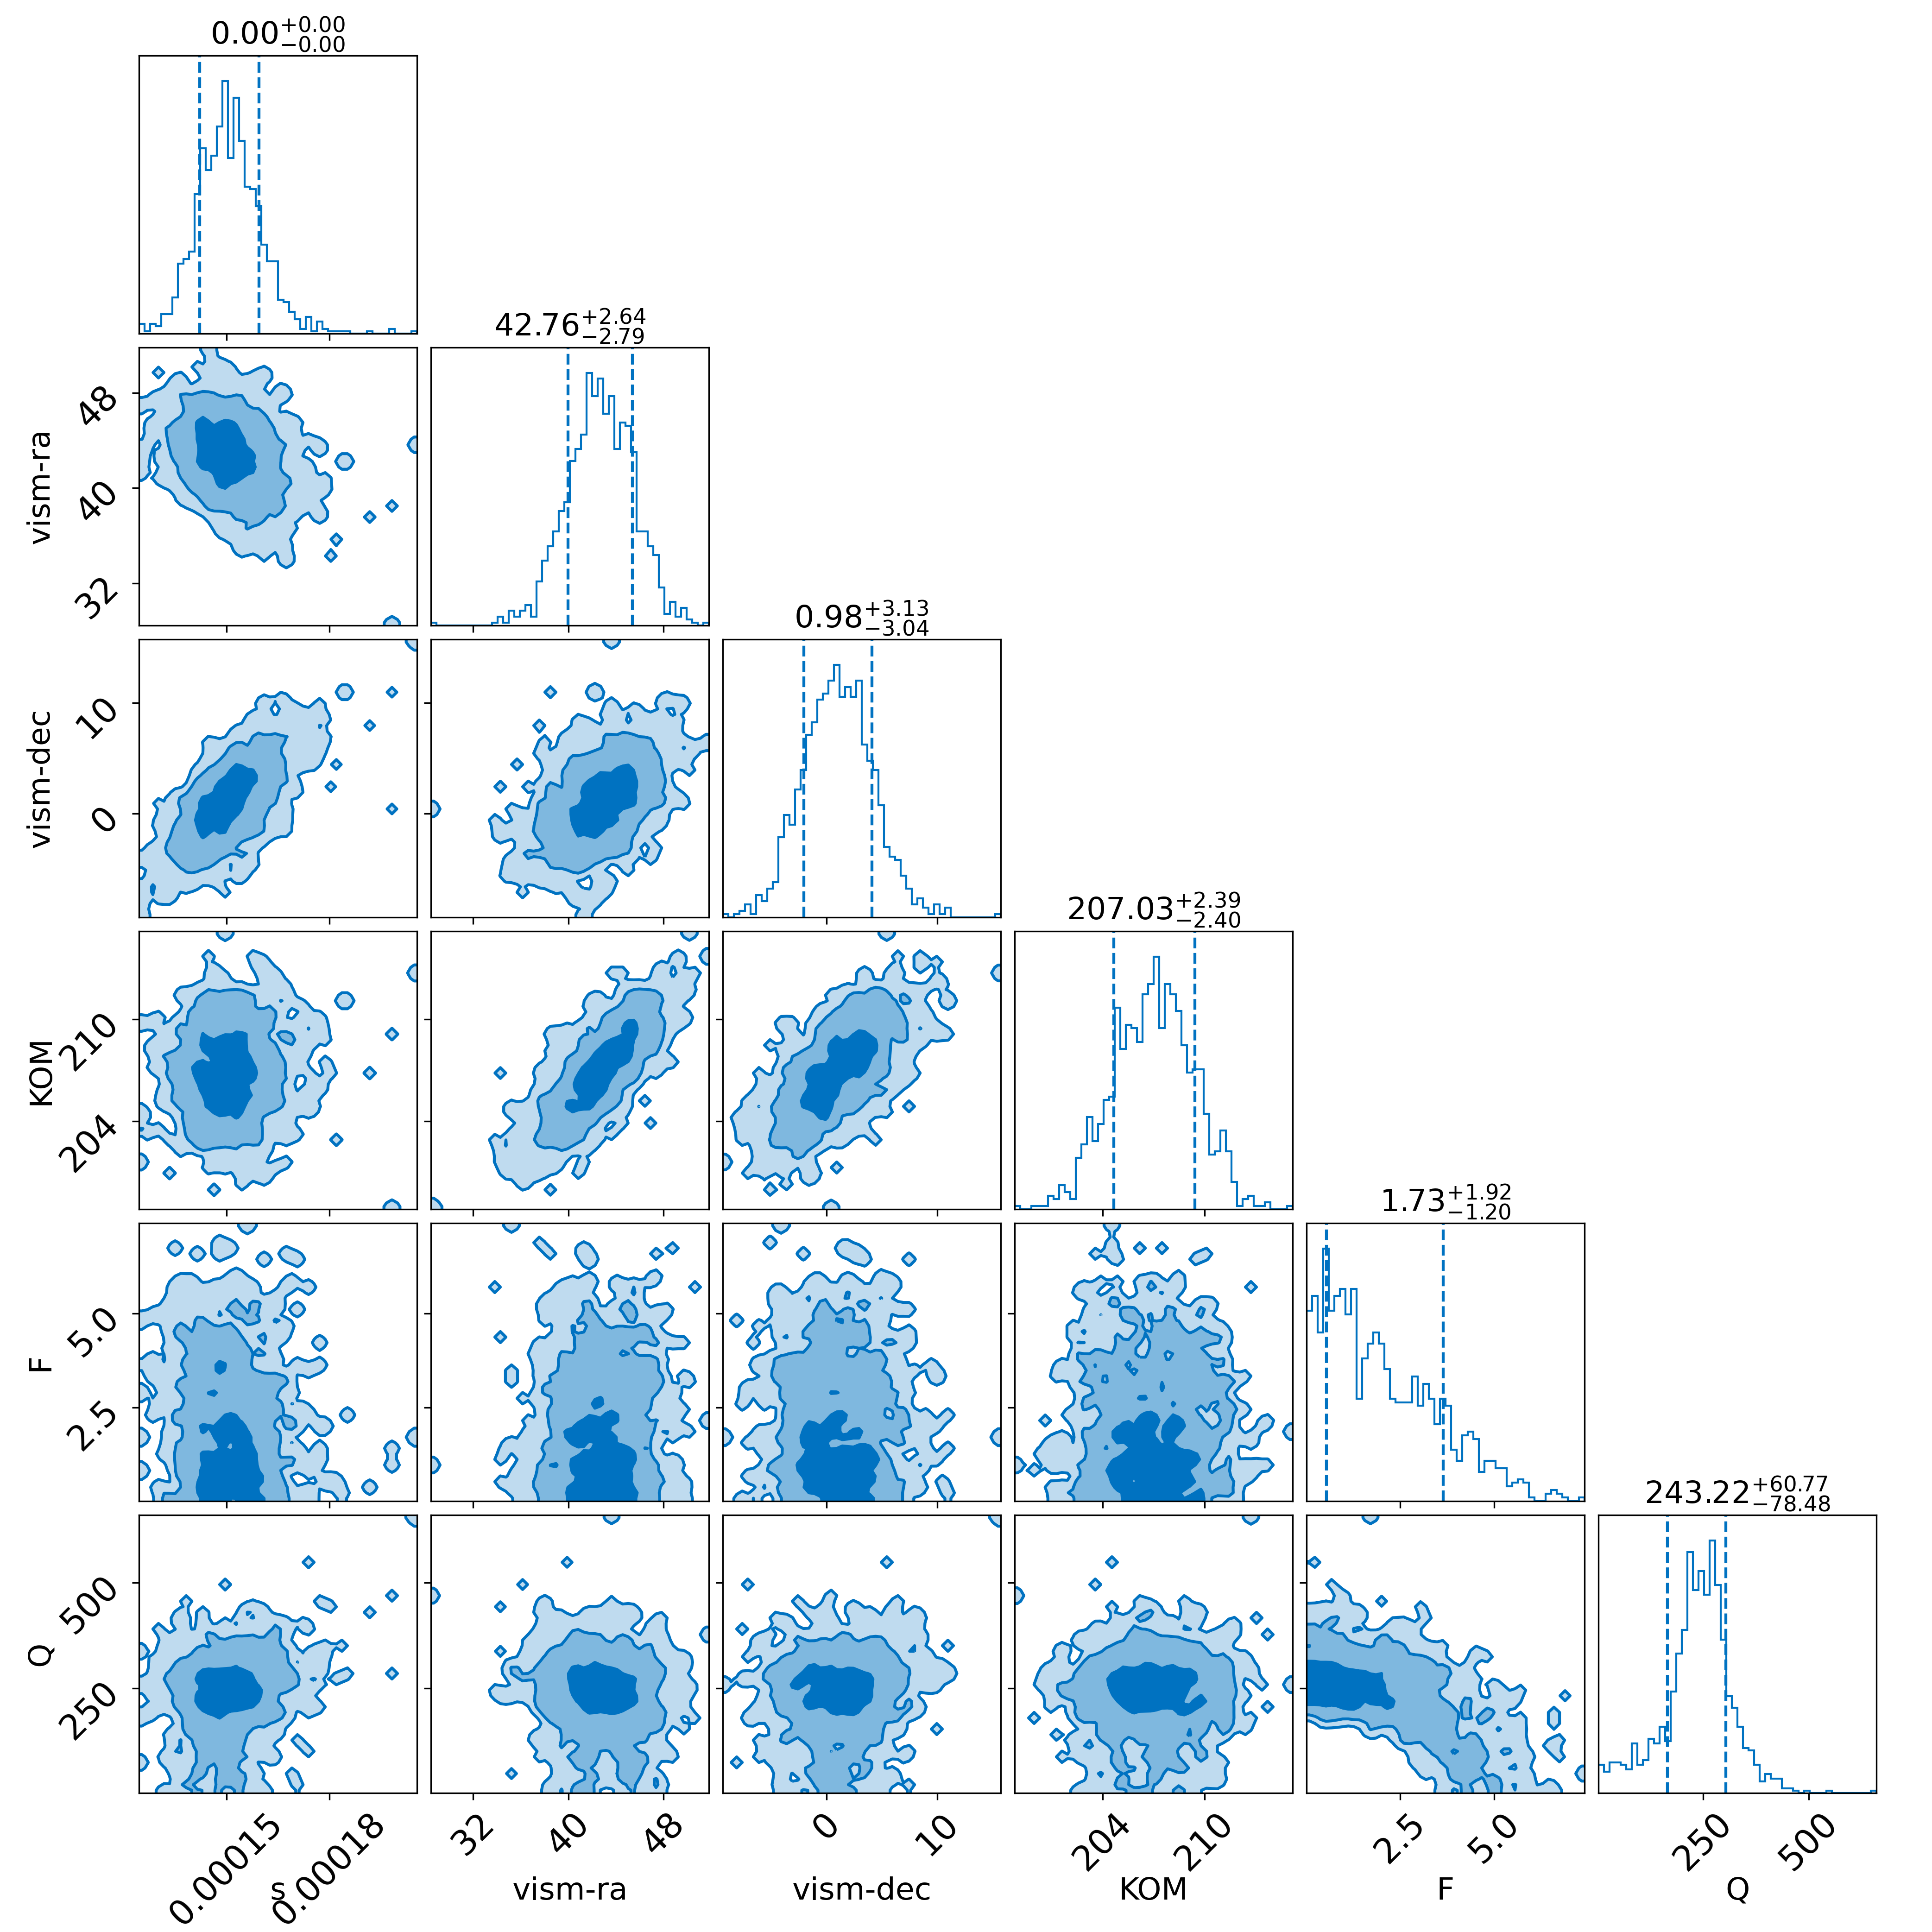 0.00+0.00−0.00
42.76+2.64−2.79
48
40
32
vism-ra
0.98+3.13−3.04
10
0
vism-dec
207.03+2.39−2.40
210
204
KOM
1.73+1.92−1.20
5.0
2.5
F
243.22+60.77−78.48
500
250
Q
0.00015 0.00018 32 40 48 0 10 204 210 2.5 5.0 250 500
s vism-ra vism-dec KOM F Q